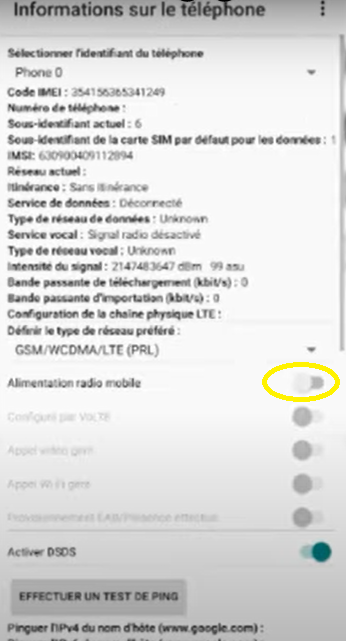 Informations sur le téléphone
Sélectionner l'identifiant du téléphone
Phone 0
Code IMEI : 354156365341249
Numéro de téléphone :
Sous-identifiant actuel : 6
Sous-identifiant de la carte SIM par défaut pour les données : 1
IMSI: 630900409112894
Réseau actuel :
Itinérance : Sans Itinérance
Service de données : Déconnecté
Type de réseau de données : Unknown
Service vocal : Signal radio désactivé
Type de réseau vocal : Unknown
Intensité du signal : 2147483647 dBm 99 asu
Bande passante de téléchargement (kbit/s) : 0
Bande passante d'importation (kbit/s) : 0
Configuration de la chaîne physique LTE :
Définir le type de réseau préféré :
GSM/WCDMA/LTE (PRL)
Alimentation radio mobile
Configuré par VoLTE
Appel vidéo géré
Appel Wi-Fi géré
Provisionnement EAB/Présence effectué
Activer DSDS
EFFECTUER UN TEST DE PING
Pinguer l'IPv4 du nom d'hôte (www.google.com) :